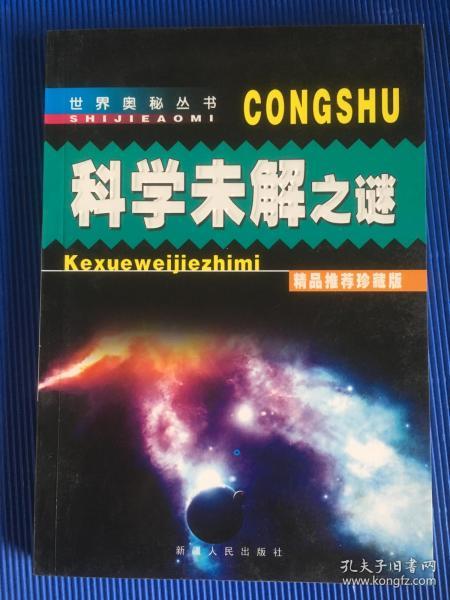 世界奥秘丛书
SHIJIEAOMI
CONGSHU
科学未解之谜
Kexueweijiezhimi
精品推荐珍藏版
新疆人民出版社
孔夫子旧书网
www.kongfz.com